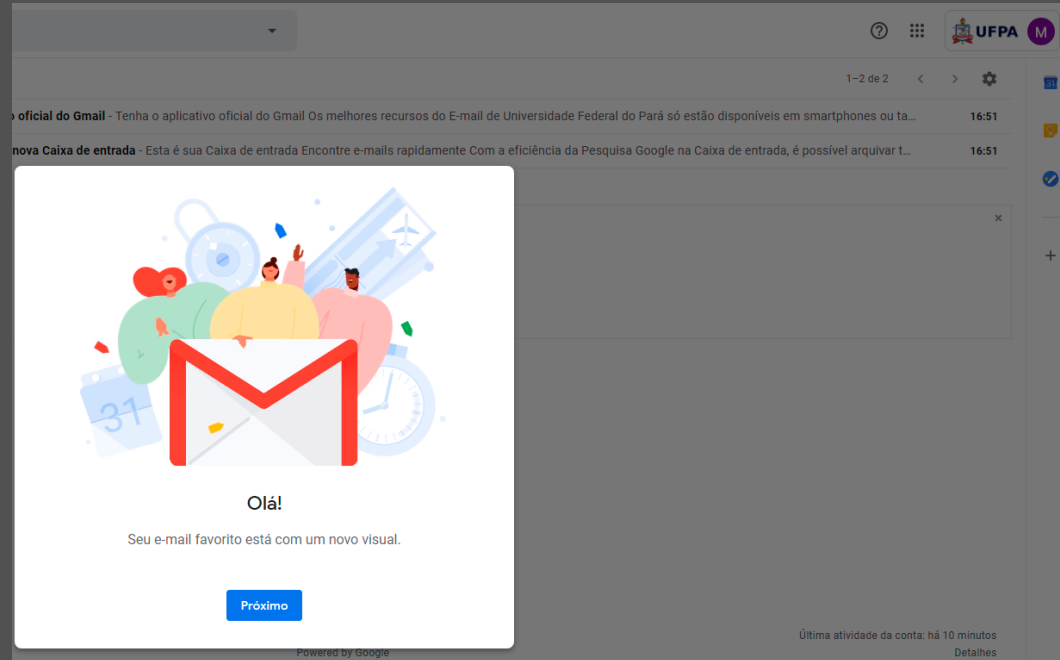 UFPA M
1–2 de 2
31
oficial do Gmail - Tenha o aplicativo oficial do Gmail Os melhores recursos do E-mail de Universidade Federal do Pará só estão disponíveis em smartphones ou ta... 16:51
nova Caixa de entrada - Esta é sua Caixa de entrada Encontre e-mails rapidamente Com a eficiência da Pesquisa Google na Caixa de entrada, é possível arquivar t... 16:51
31
Olá!
Seu e-mail favorito está com um novo visual.
Próximo
Última atividade da conta: há 10 minutos
Powered by Google
Detalhes